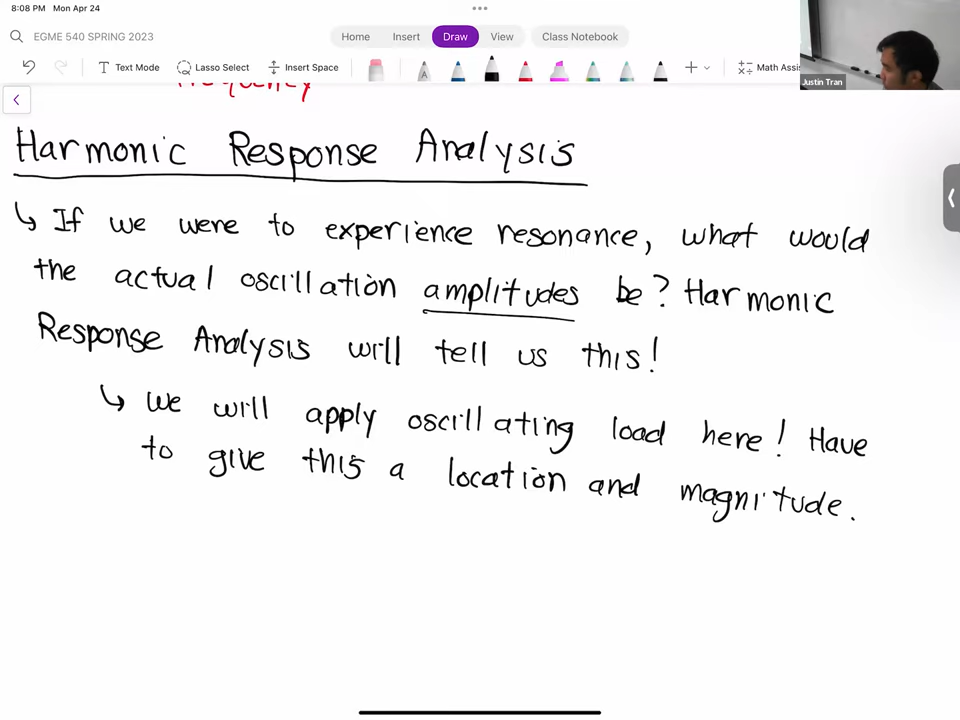 8:08 PM Mon Apr 24
EGME 540 SPRING 2023
Home Insert Draw View Class Notebook
Text Mode Lasso Select Insert Space Math Assis
Justin Tran
frequency
Harmonic Response Analysis
↳ If we were to experience resonance, what would
the actual oscillation amplitudes be? Harmonic
Response Analysis will tell us this!
↳ We will apply oscillating load here! Have
to give this a location and magnitude.